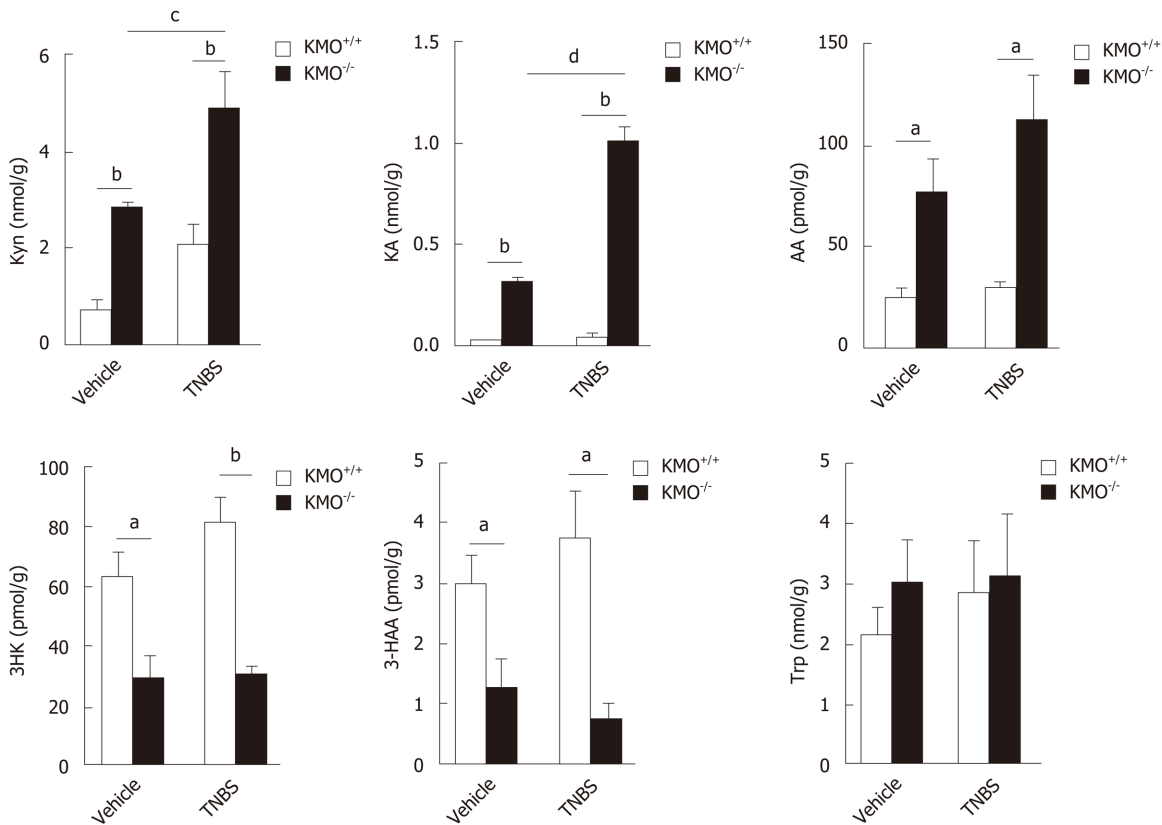 c
b
b
KMO+/+
KMO-/-
6
4
2
0
Kyn (nmol/g)
Vehicle
TNBS
d
b
b
KMO+/+
KMO-/-
1.5
1.0
0.5
0.0
KA (nmol/g)
Vehicle
TNBS
a
a
KMO+/+
KMO-/-
150
100
50
0
AA (pmol/g)
Vehicle
TNBS
b
a
KMO+/+
KMO-/-
100
80
60
40
20
0
3HK (pmol/g)
Vehicle
TNBS
a
a
KMO+/+
KMO-/-
5
4
3
2
1
0
3-HAA (pmol/g)
Vehicle
TNBS
KMO+/+
KMO-/-
5
4
3
2
1
0
Trp (nmol/g)
Vehicle
TNBS